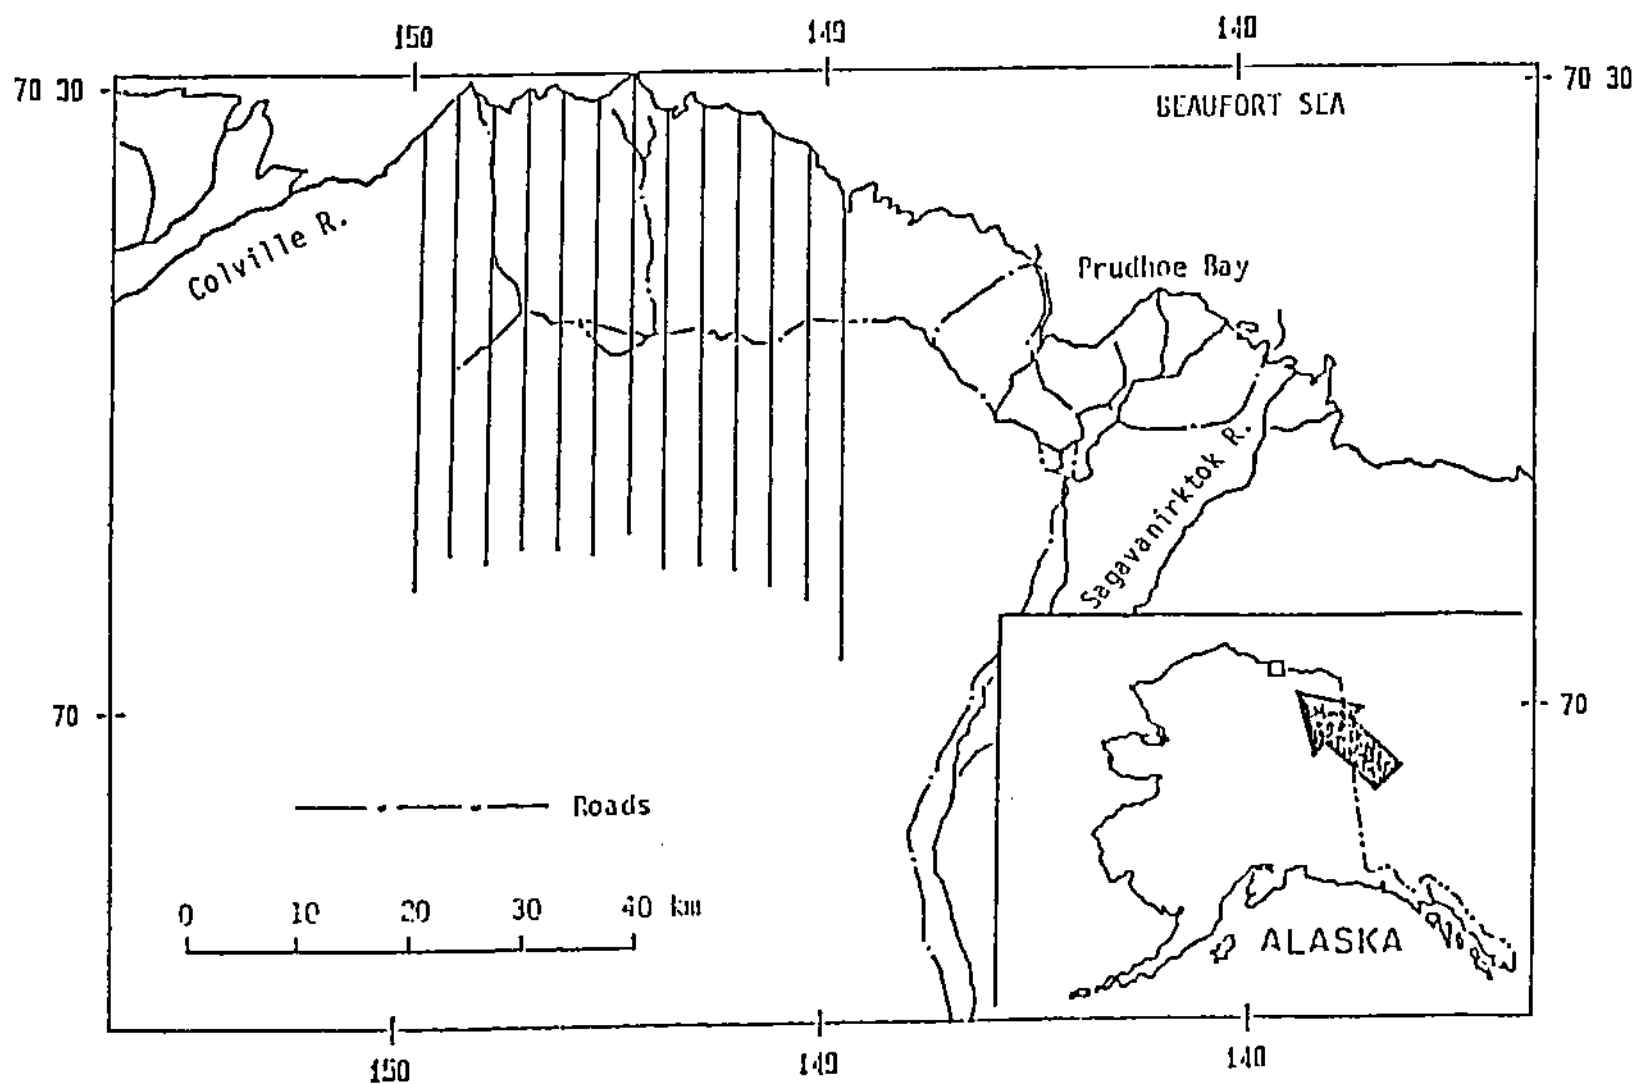 150 149 140
70 30 70 30
BEAUFORT SEA
Colville R.
Prudhoe Bay
Sagavanirktok R.
70 70
Roads
0 10 20 30 40 km
ALASKA
150 149 140